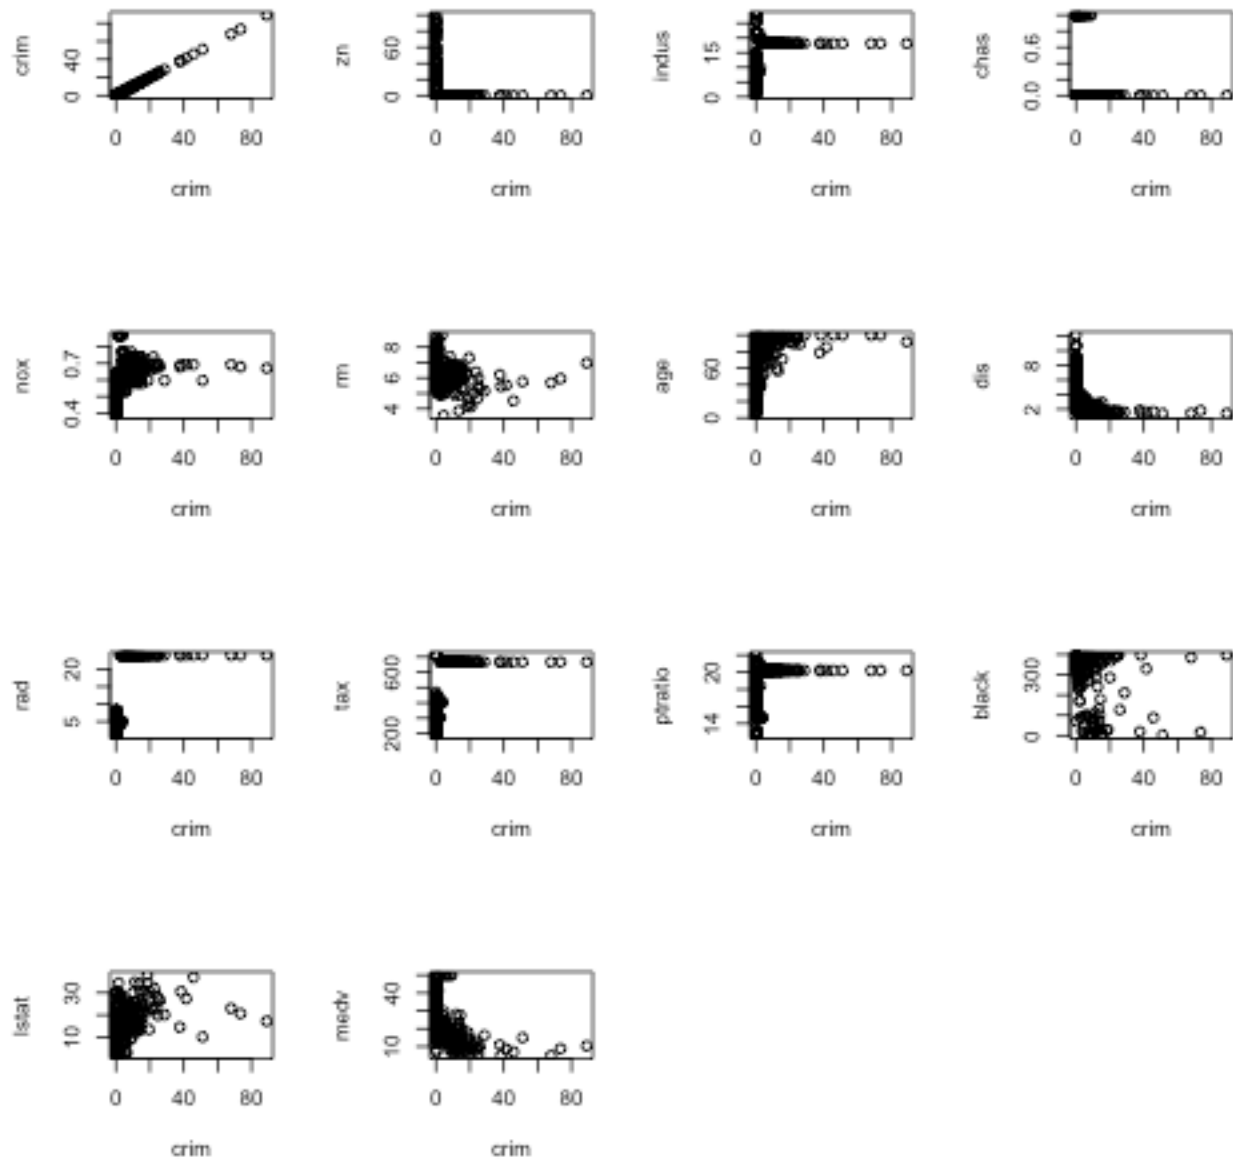 crim
40
0
0 40 80
crim
zn
60
0
0 40 80
crim
indus
15
0
0 40 80
crim
chas
0.6
0.0
0 40 80
crim
nox
0.7
0.4
0 40 80
crim
rm
8
6
4
0 40 80
crim
age
60
0
0 40 80
crim
dis
8
2
0 40 80
crim
rad
20
5
0 40 80
crim
tax
600
200
0 40 80
crim
ptratio
20
14
0 40 80
crim
black
300
0
0 40 80
crim
lstat
30
10
0 40 80
crim
medv
40
10
0 40 80
crim